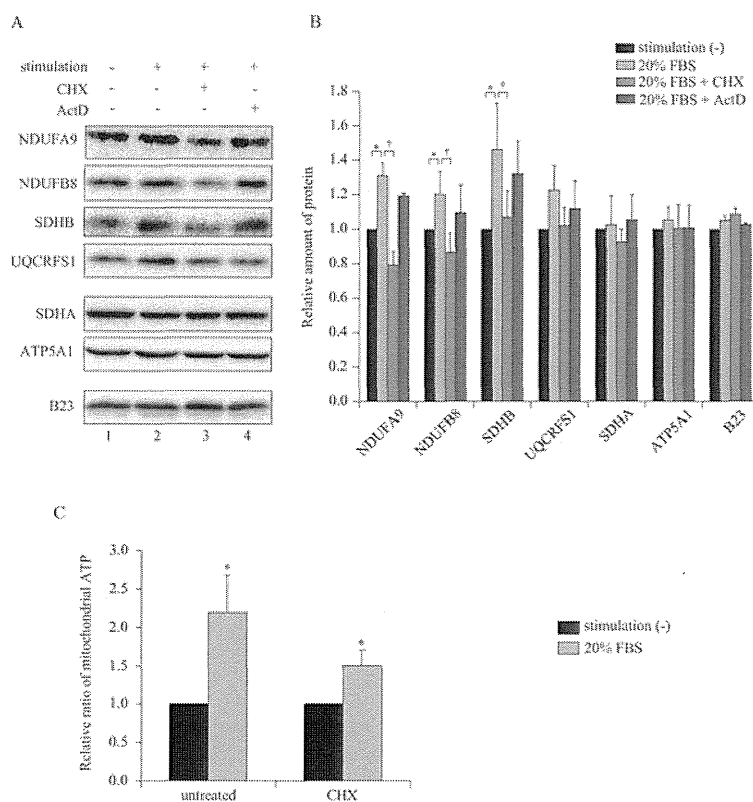 A
stimulation - + + +
CHX - - + -
ActD - - - +
NDUFA9
NDUFB8
SDHB
UQCRFS1
SDHA
ATP5A1
B23
1 2 3 4
B
stimulation (-)
20% FBS
20% FBS + CHX
20% FBS + ActD
Relative amount of protein
1.8
1.6
1.4
1.2
1.0
0.8
0.6
0.4
0.2
0.0
* †
* †
* †
NDUFA9
NDUFB8
SDHB
UQCRFS1
SDHA
ATP5A1
B23
C
Relative ratio of mitochondrial ATP
3.0
2.5
2.0
1.5
1.0
0.5
0.0
*
*
untreated
CHX
stimulation (-)
20% FBS